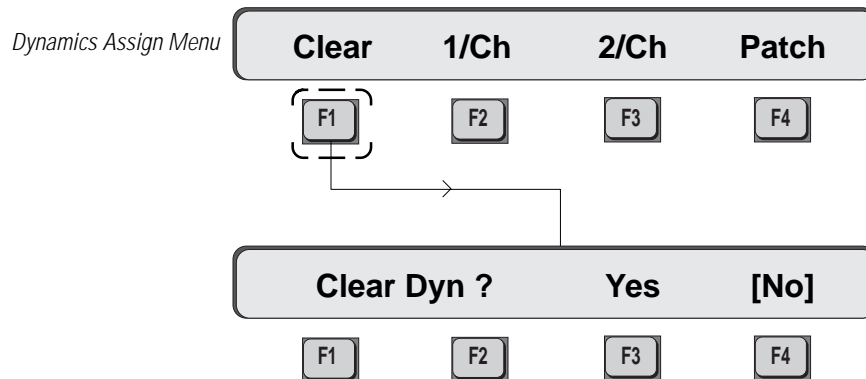 Dynamics Assign Menu
Clear 1/Ch 2/Ch Patch
F1 F2 F3 F4
Clear Dyn ? Yes [No]
F1 F2 F3 F4